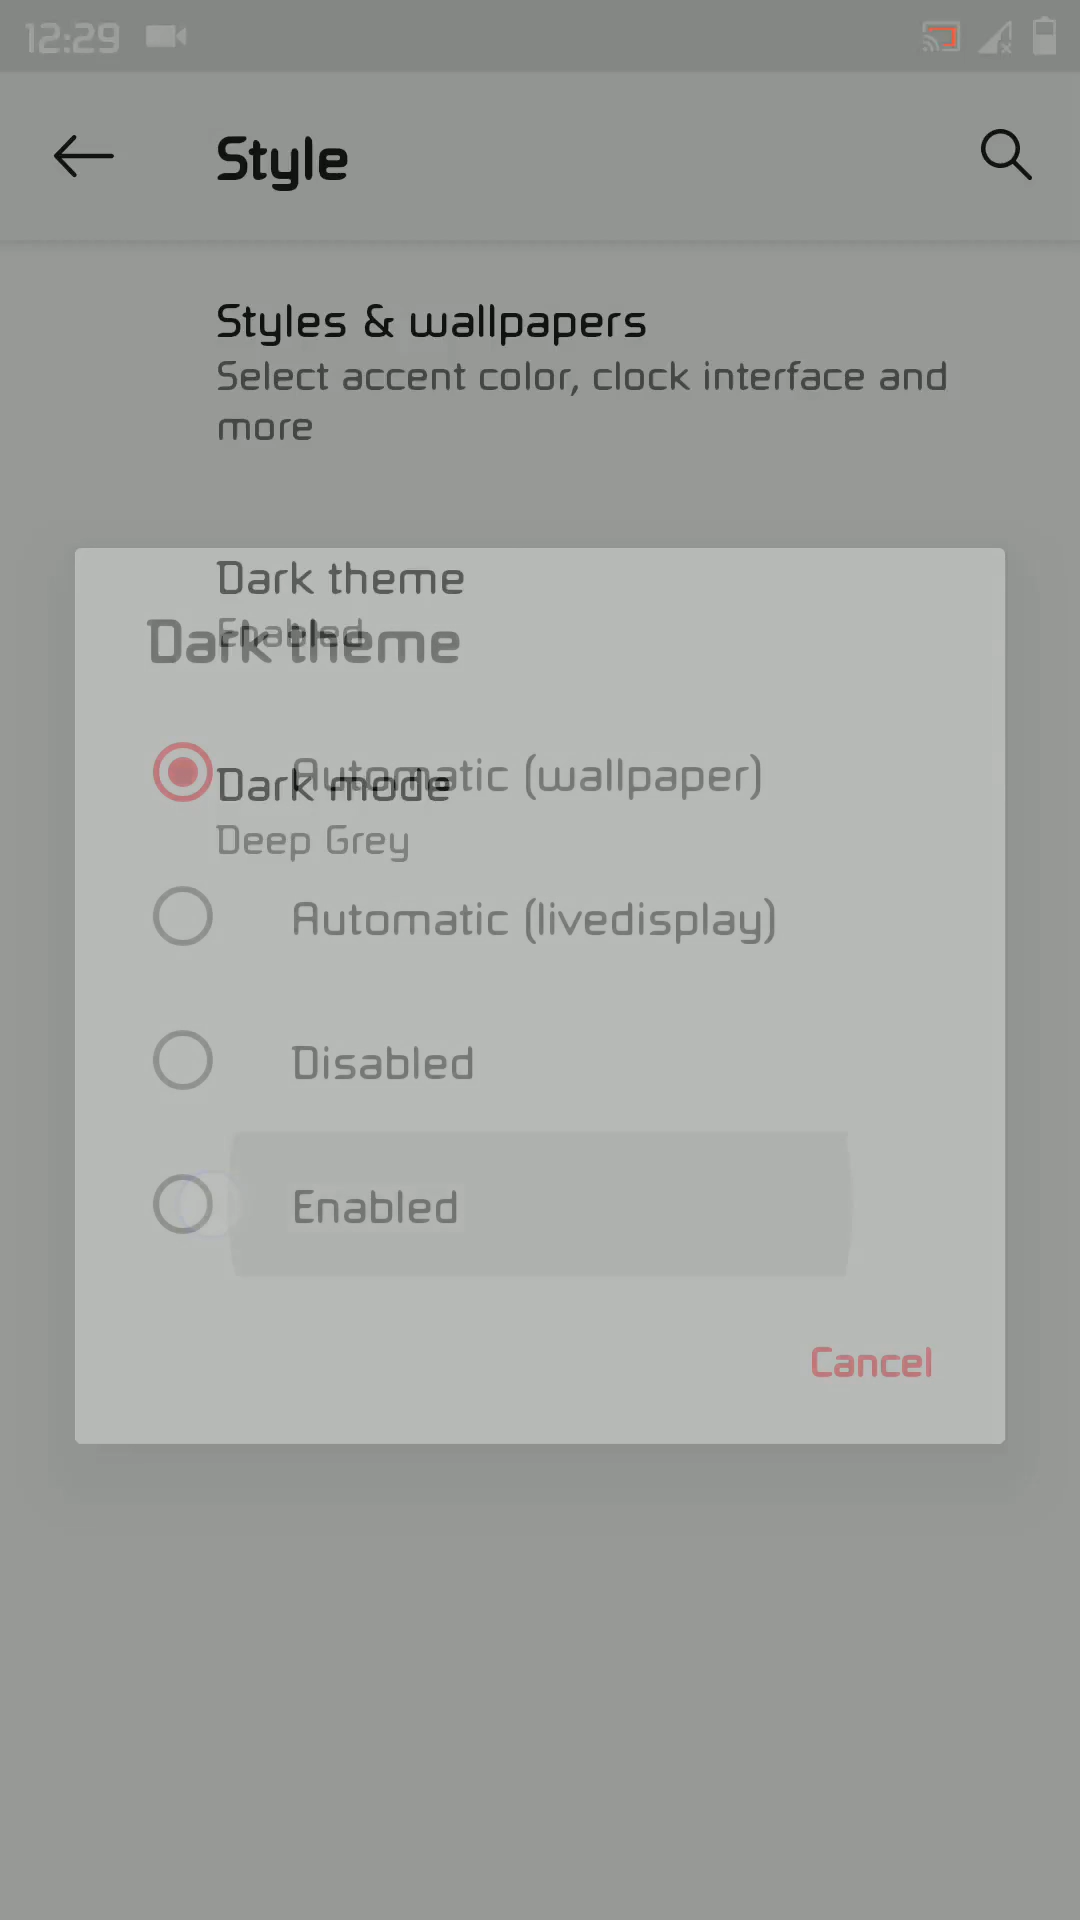 12:29
Style
Styles & wallpapers
Select accent color, clock interface and
more
Dark theme
Enabled
Dark theme
Automatic (wallpaper)
Dark mode
Deep Grey
Automatic (livedisplay)
Disabled
Enabled
Cancel